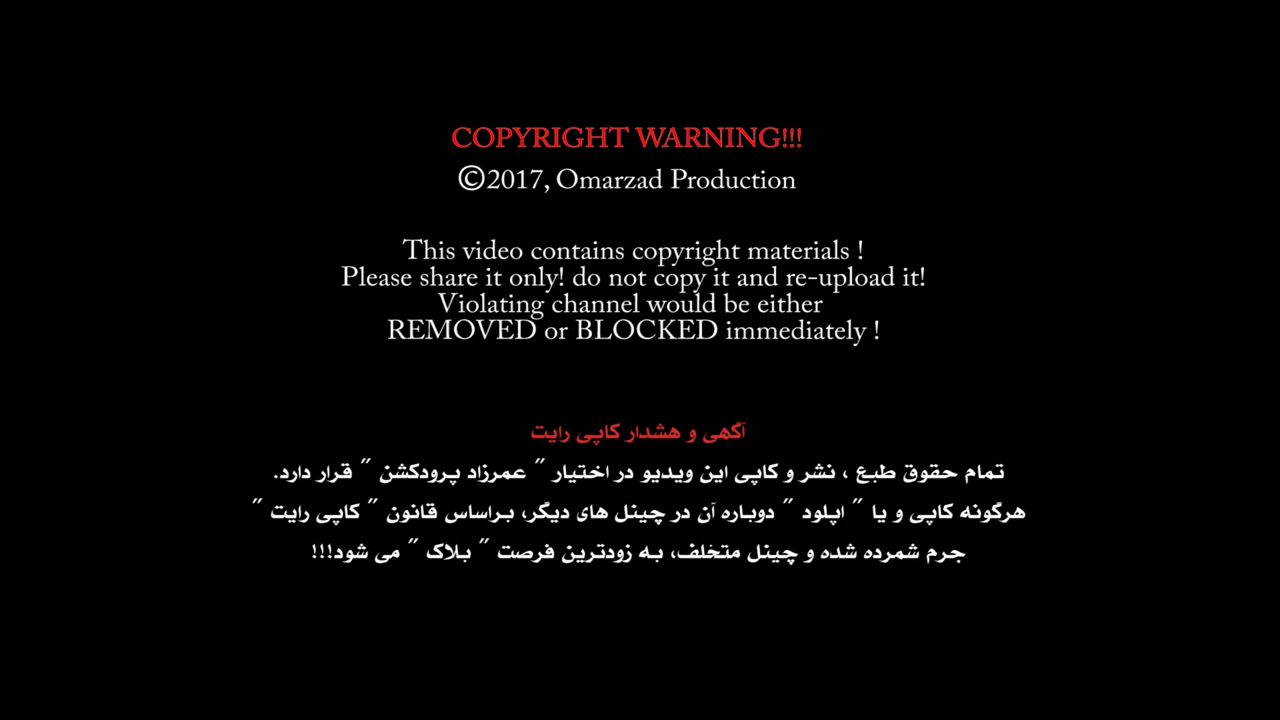 COPYRIGHT WARNING!!!
©2017, Omarzad Production
This video contains copyright materials !
Please share it only! do not copy it and re-upload it!
Violating channel would be either
REMOVED or BLOCKED immediately !
آگهی و هشدار کاپی رایت
تمام حقوق طبع ، نشر و کاپی این ویدیو در اختیار " عمرزاد پرودکشن " قرار دارد.
هرگونه کاپی و یا " اپلود " دوباره آن در چینل های دیگر، براساس قانون " کاپی رایت "
جرم شمرده شده و چینل متخلف، به زودترین فرصت " بلاک " می شود!!!